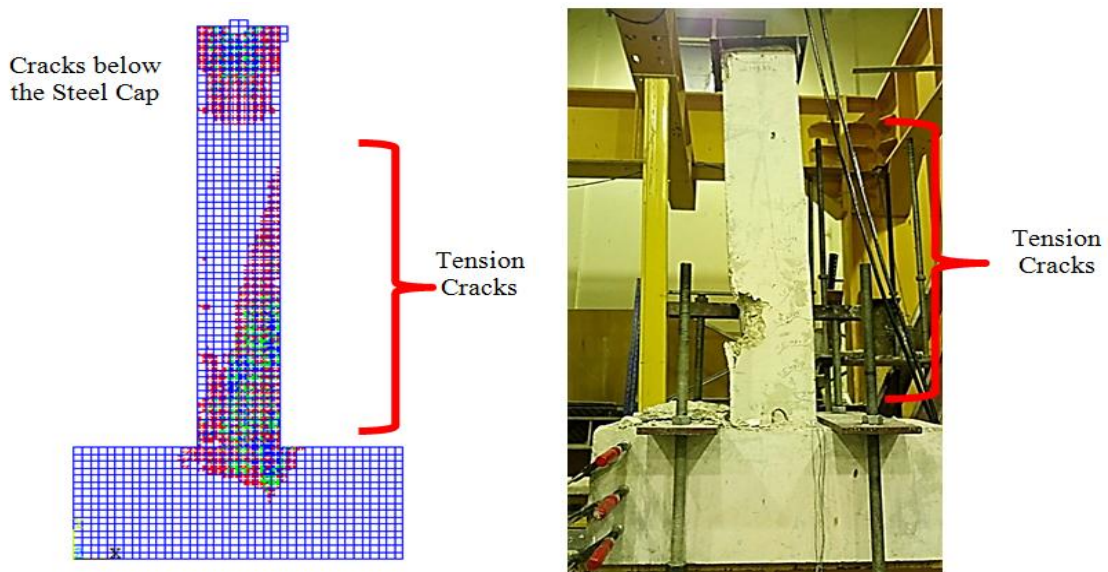 Cracks below
the Steel Cap
Tension
Cracks
Tension
Cracks
X